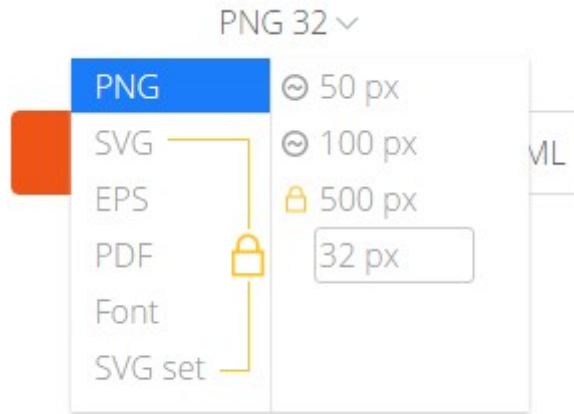 PNG 32
PNG
SVG
EPS
PDF
Font
SVG set
50 px
100 px
500 px
32 px
ML